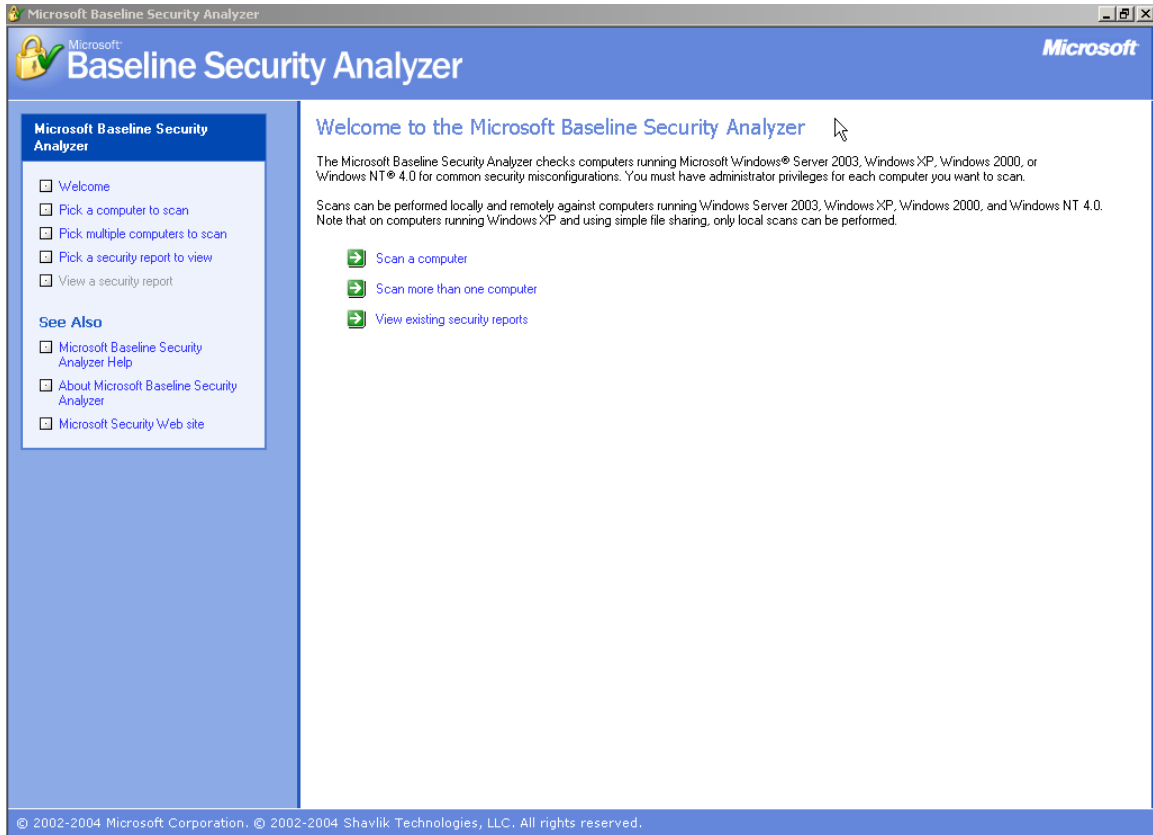 Microsoft Baseline Security Analyzer
Microsoft
Baseline Security Analyzer
Microsoft
Microsoft Baseline Security
Analyzer
Welcome
Pick a computer to scan
Pick multiple computers to scan
Pick a security report to view
View a security report
See Also
Microsoft Baseline Security
Analyzer Help
About Microsoft Baseline Security
Analyzer
Microsoft Security Web site
Welcome to the Microsoft Baseline Security Analyzer
The Microsoft Baseline Security Analyzer checks computers running Microsoft Windows® Server 2003, Windows XP, Windows 2000, or
Windows NT® 4.0 for common security misconfigurations. You must have administrator privileges for each computer you want to scan.
Scans can be performed locally and remotely against computers running Windows Server 2003, Windows XP, Windows 2000, and Windows NT 4.0.
Note that on computers running Windows XP and using simple file sharing, only local scans can be performed.
Scan a computer
Scan more than one computer
View existing security reports
© 2002-2004 Microsoft Corporation. © 2002-2004 Shavlik Technologies, LLC. All rights reserved.